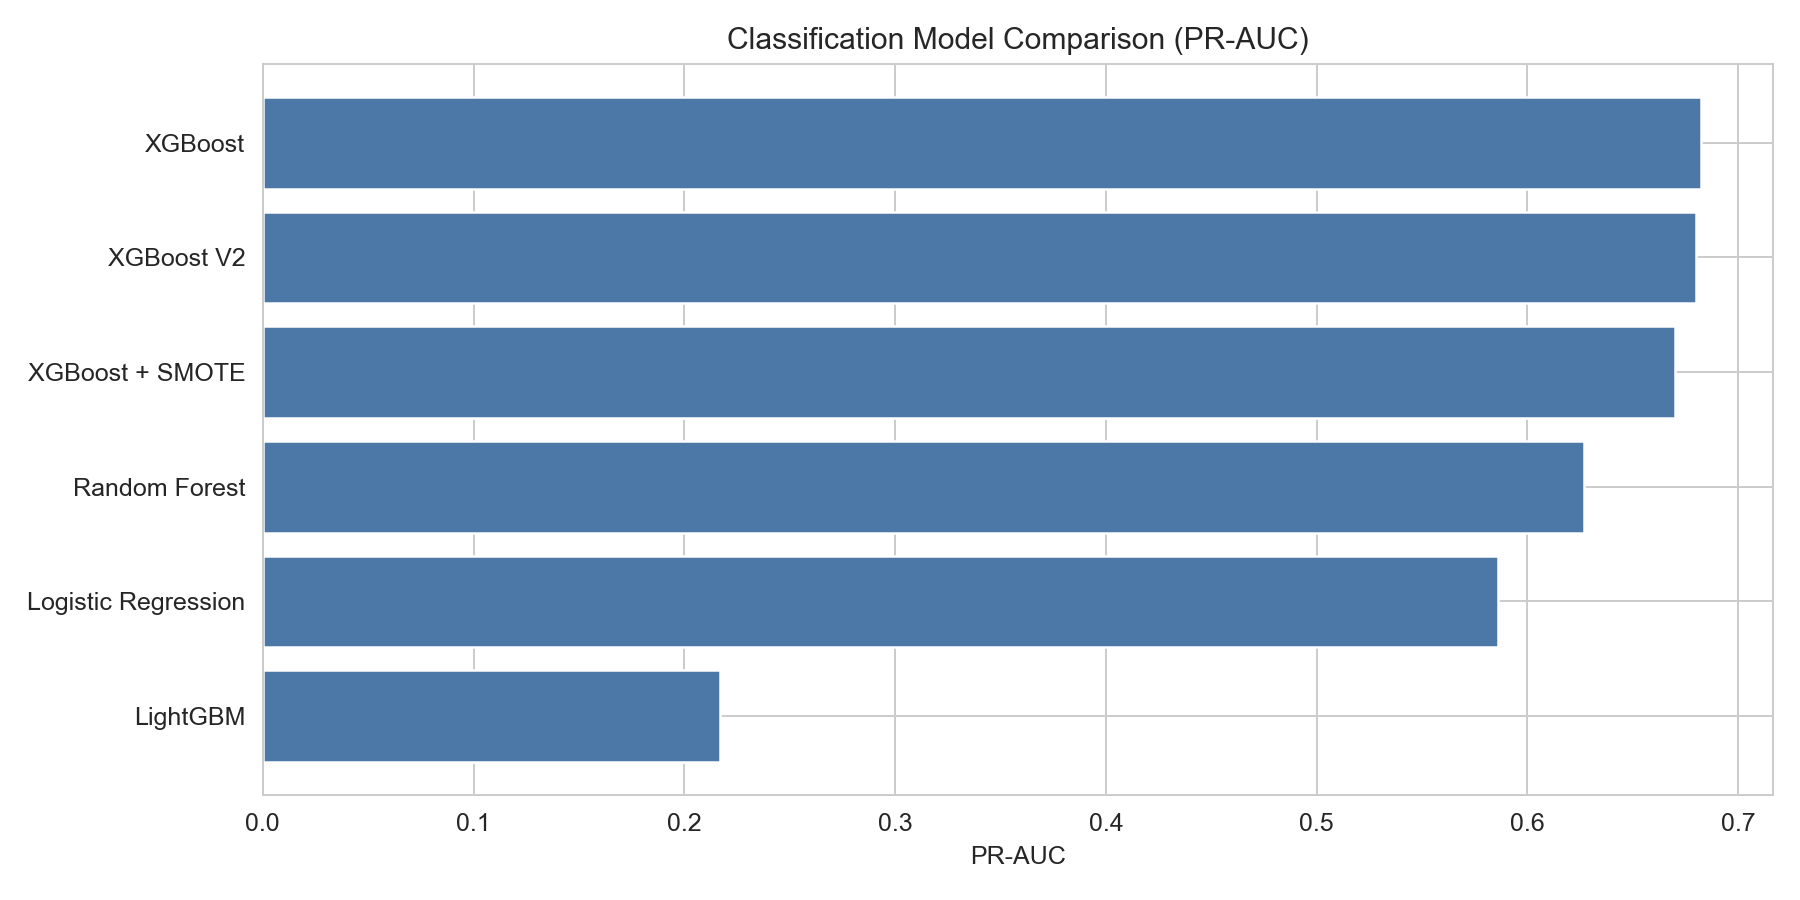 Classification Model Comparison (PR-AUC)
XGBoost
XGBoost V2
XGBoost + SMOTE
Random Forest
Logistic Regression
LightGBM
0.0 0.1 0.2 0.3 0.4 0.5 0.6 0.7
PR-AUC